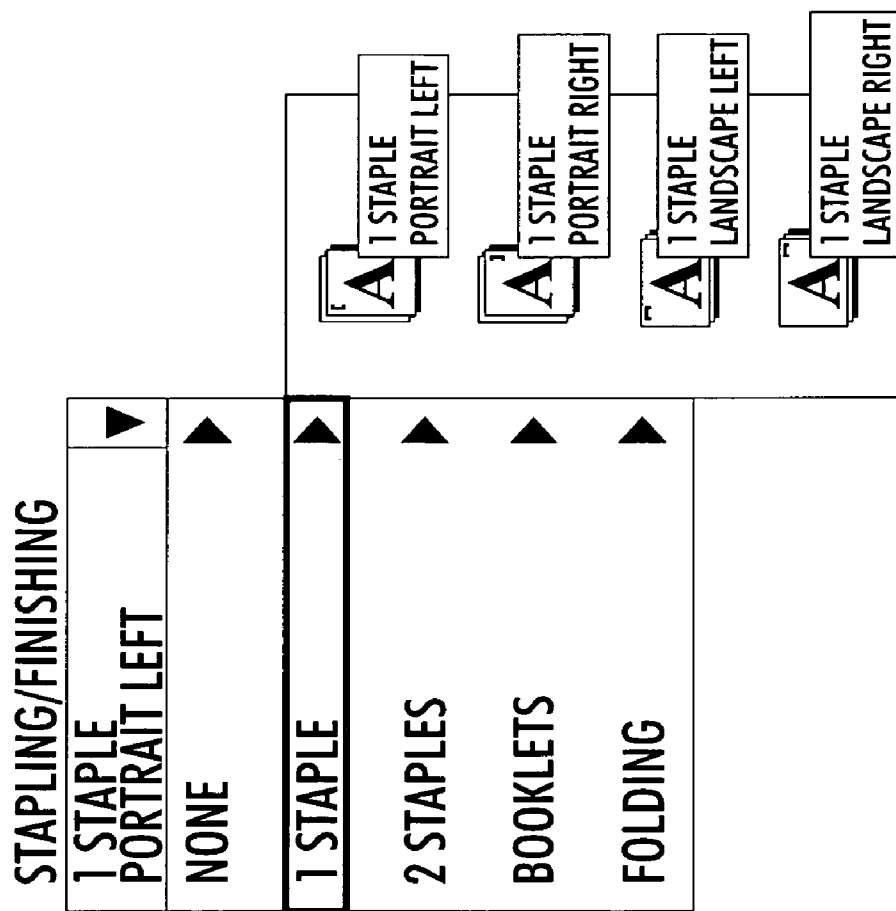 STAPLING/FINISHING
1 STAPLE
PORTRAIT LEFT
NONE
1 STAPLE
2 STAPLES
BOOKLETS
FOLDING
A
1 STAPLE
PORTRAIT LEFT
A
1 STAPLE
PORTRAIT RIGHT
A
1 STAPLE
LANDSCAPE LEFT
A
1 STAPLE
LANDSCAPE RIGHT